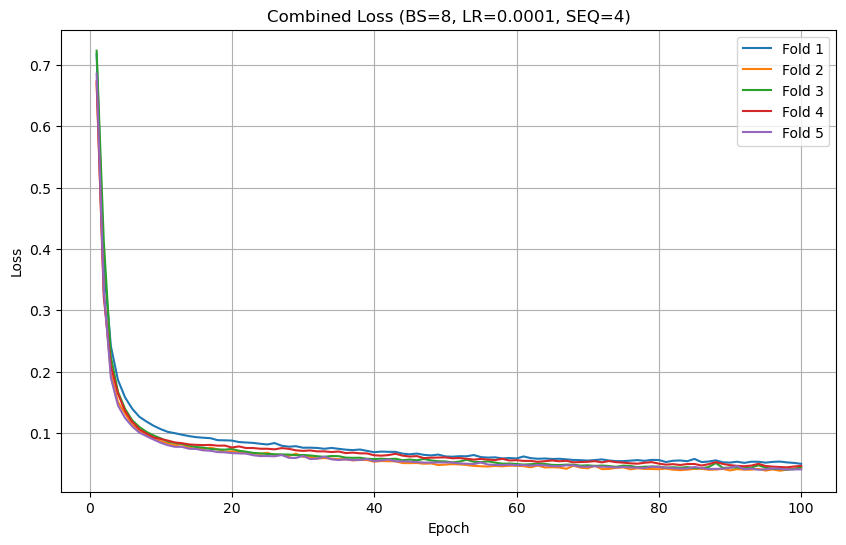 Combined Loss (BS=8, LR=0.0001, SEQ=4)
Fold 1
Fold 2
Fold 3
Fold 4
Fold 5
Loss
0.7
0.6
0.5
0.4
0.3
0.2
0.1
0 20 40 60 80 100
Epoch